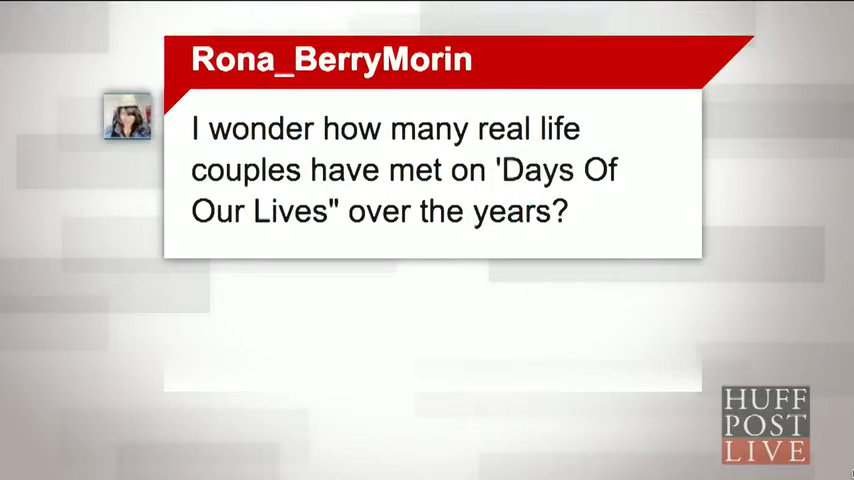 Rona_BerryMorin
I wonder how many real life
couples have met on 'Days Of
Our Lives" over the years?
HUFF
POST
LIVE